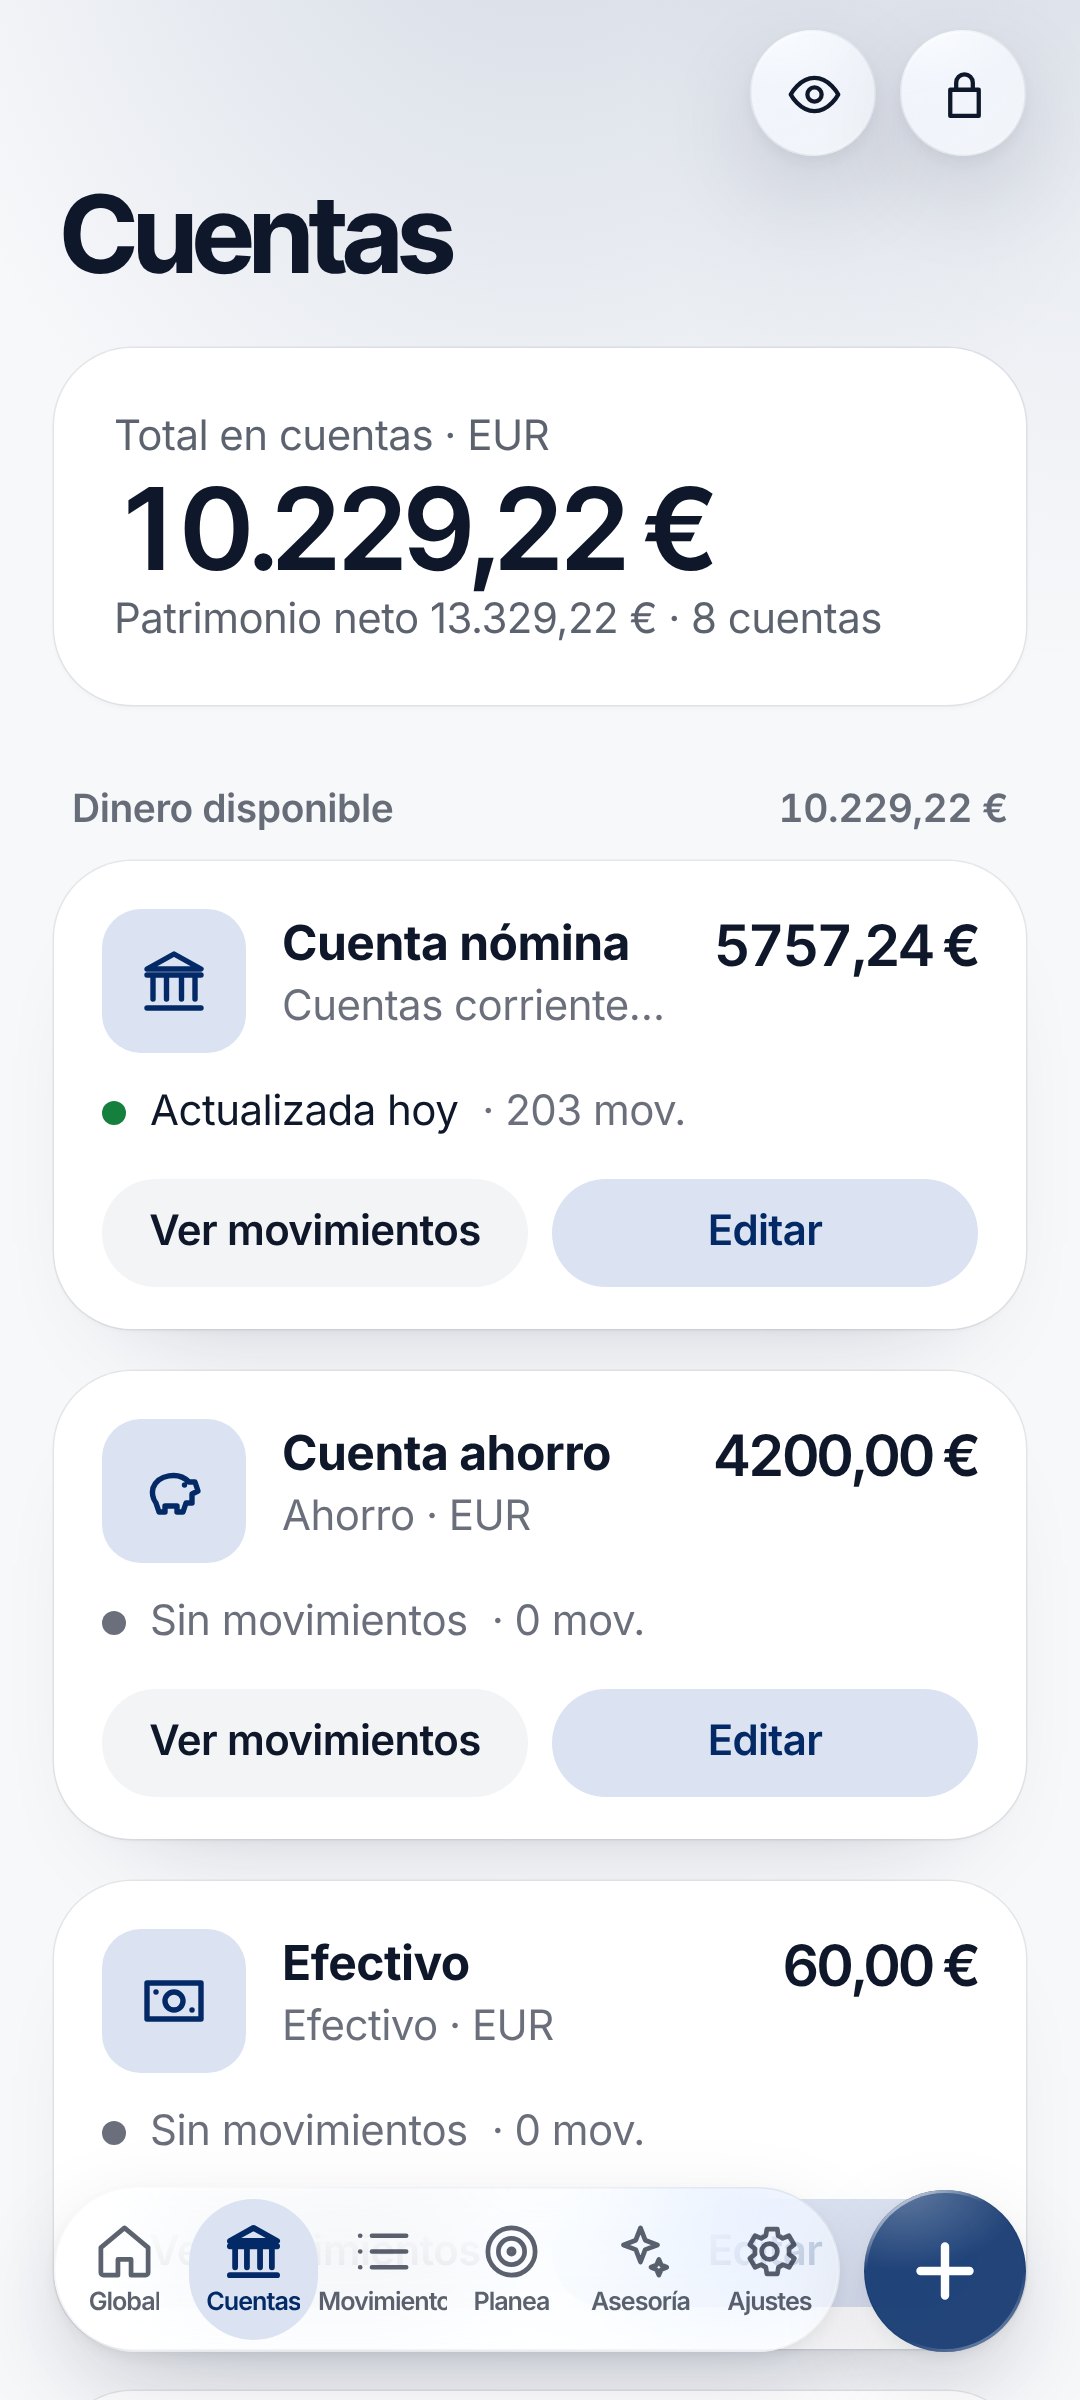 Cuentas
Total en cuentas · EUR
10.229,22 €
Patrimonio neto 13.329,22 € · 8 cuentas
Dinero disponible
10.229,22 €
Cuenta nómina
5757,24 €
Cuentas corriente...
Actualizada hoy · 203 mov.
Ver movimientos
Editar
Cuenta ahorro
4200,00 €
Ahorro · EUR
Sin movimientos · 0 mov.
Ver movimientos
Editar
Efectivo
60,00 €
Efectivo · EUR
Sin movimientos · 0 mov.
Global
Cuentas
Movimiento
Planea
Asesoría
Ajustes